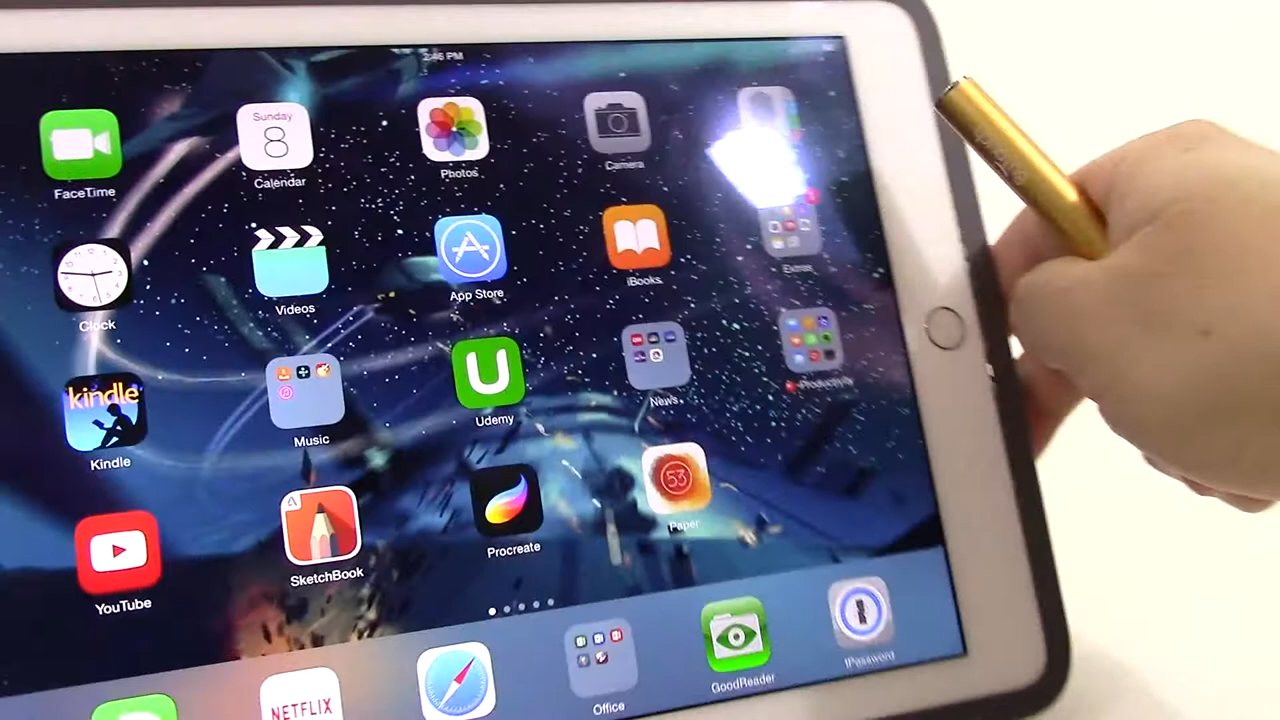 2:46 PM
FaceTime
Sunday
8
Calendar
Photos
Camera
Clock
Videos
App Store
iBooks
Extras
kindle
Kindle
Music
U
Udemy
News
Productivity
YouTube
SketchBook
Procreate
53
Paper
NETFLIX
Office
GoodReader
1Password